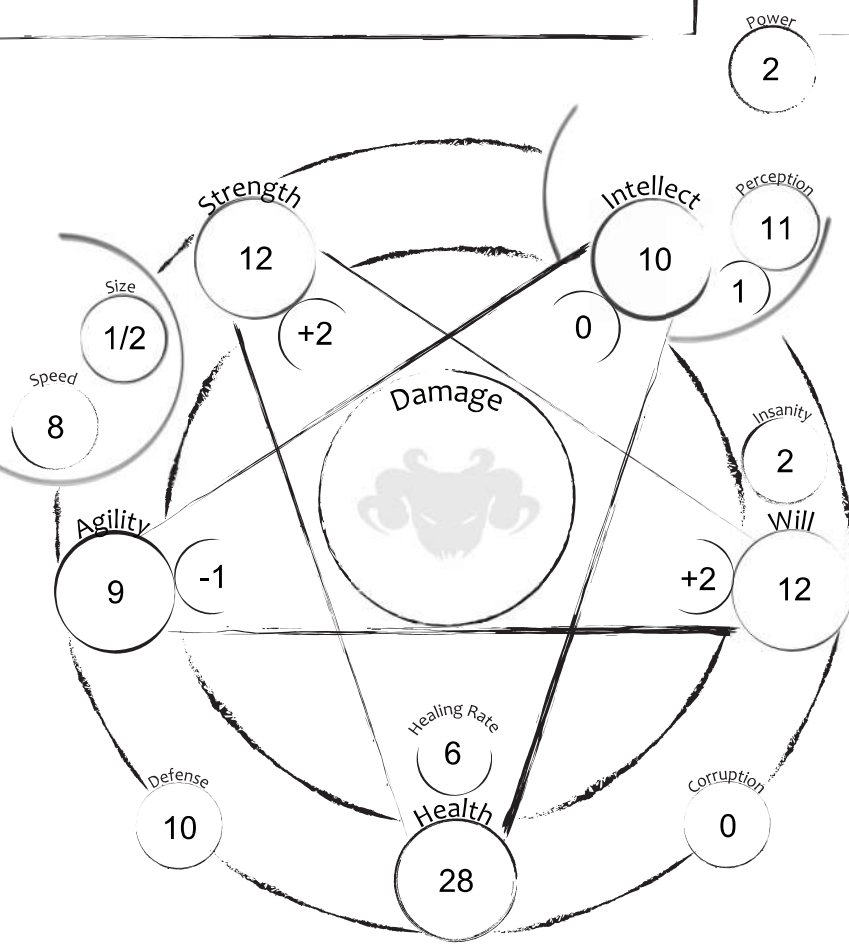 Power
2
Strength
12
+2
Intellect
10
0
Perception
11
1
Size
1/2
Speed
8
Damage
Insanity
2
Agility
9
-1
Will
+2
12
Healing Rate
6
Defense
10
Corruption
0
Health
28